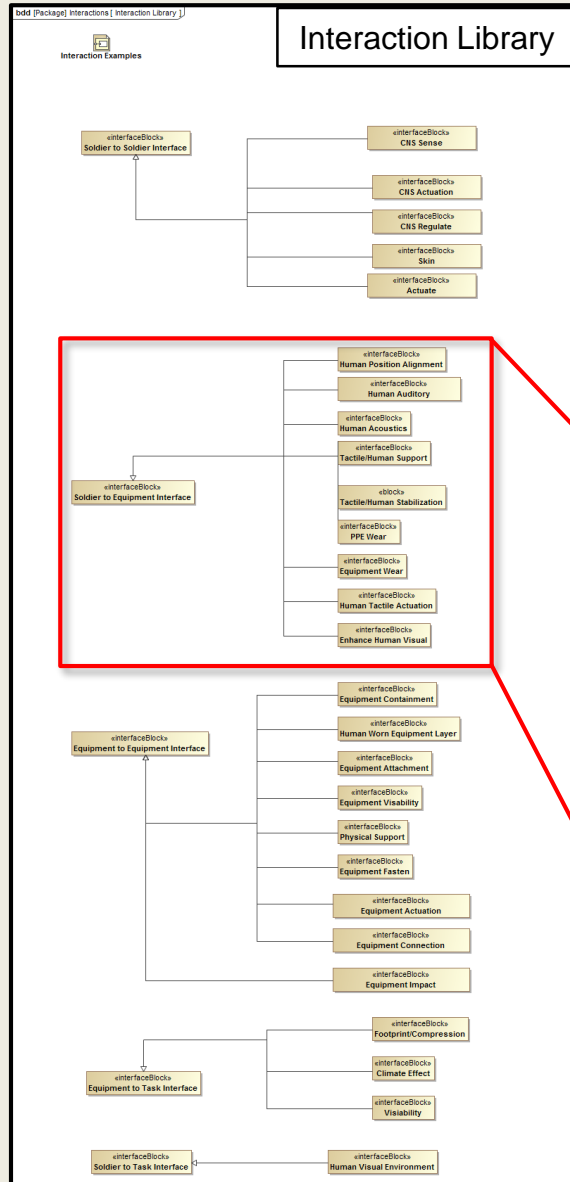 bdd [Package] Interactions [ Interaction Library ]
Interaction Library
Interaction Examples
«interfaceBlock»
Soldier to Soldier Interface
«interfaceBlock»
CNS Sense
«interfaceBlock»
CNS Actuation
«interfaceBlock»
CNS Regulate
«interfaceBlock»
Skin
«interfaceBlock»
Actuate
«interfaceBlock»
Soldier to Equipment Interface
«interfaceBlock»
Human Position Alignment
«interfaceBlock»
Human Auditory
«interfaceBlock»
Human Acoustics
«interfaceBlock»
Tactile/Human Support
«block»
Tactile/Human Stabilization
«interfaceBlock»
PPE Wear
«interfaceBlock»
Equipment Wear
«interfaceBlock»
Human Tactile Actuation
«interfaceBlock»
Enhance Human Visual
«interfaceBlock»
Equipment to Equipment Interface
«interfaceBlock»
Equipment Containment
«interfaceBlock»
Human Worn Equipment Layer
«interfaceBlock»
Equipment Attachment
«interfaceBlock»
Equipment Visability
«interfaceBlock»
Physical Support
«interfaceBlock»
Equipment Fasten
«interfaceBlock»
Equipment Actuation
«interfaceBlock»
Equipment Connection
«interfaceBlock»
Equipment Impact
«interfaceBlock»
Equipment to Task Interface
«interfaceBlock»
Footprint/Compression
«interfaceBlock»
Climate Effect
«interfaceBlock»
Visiability
«interfaceBlock»
Soldier to Task Interface
«interfaceBlock»
Human Visual Environment